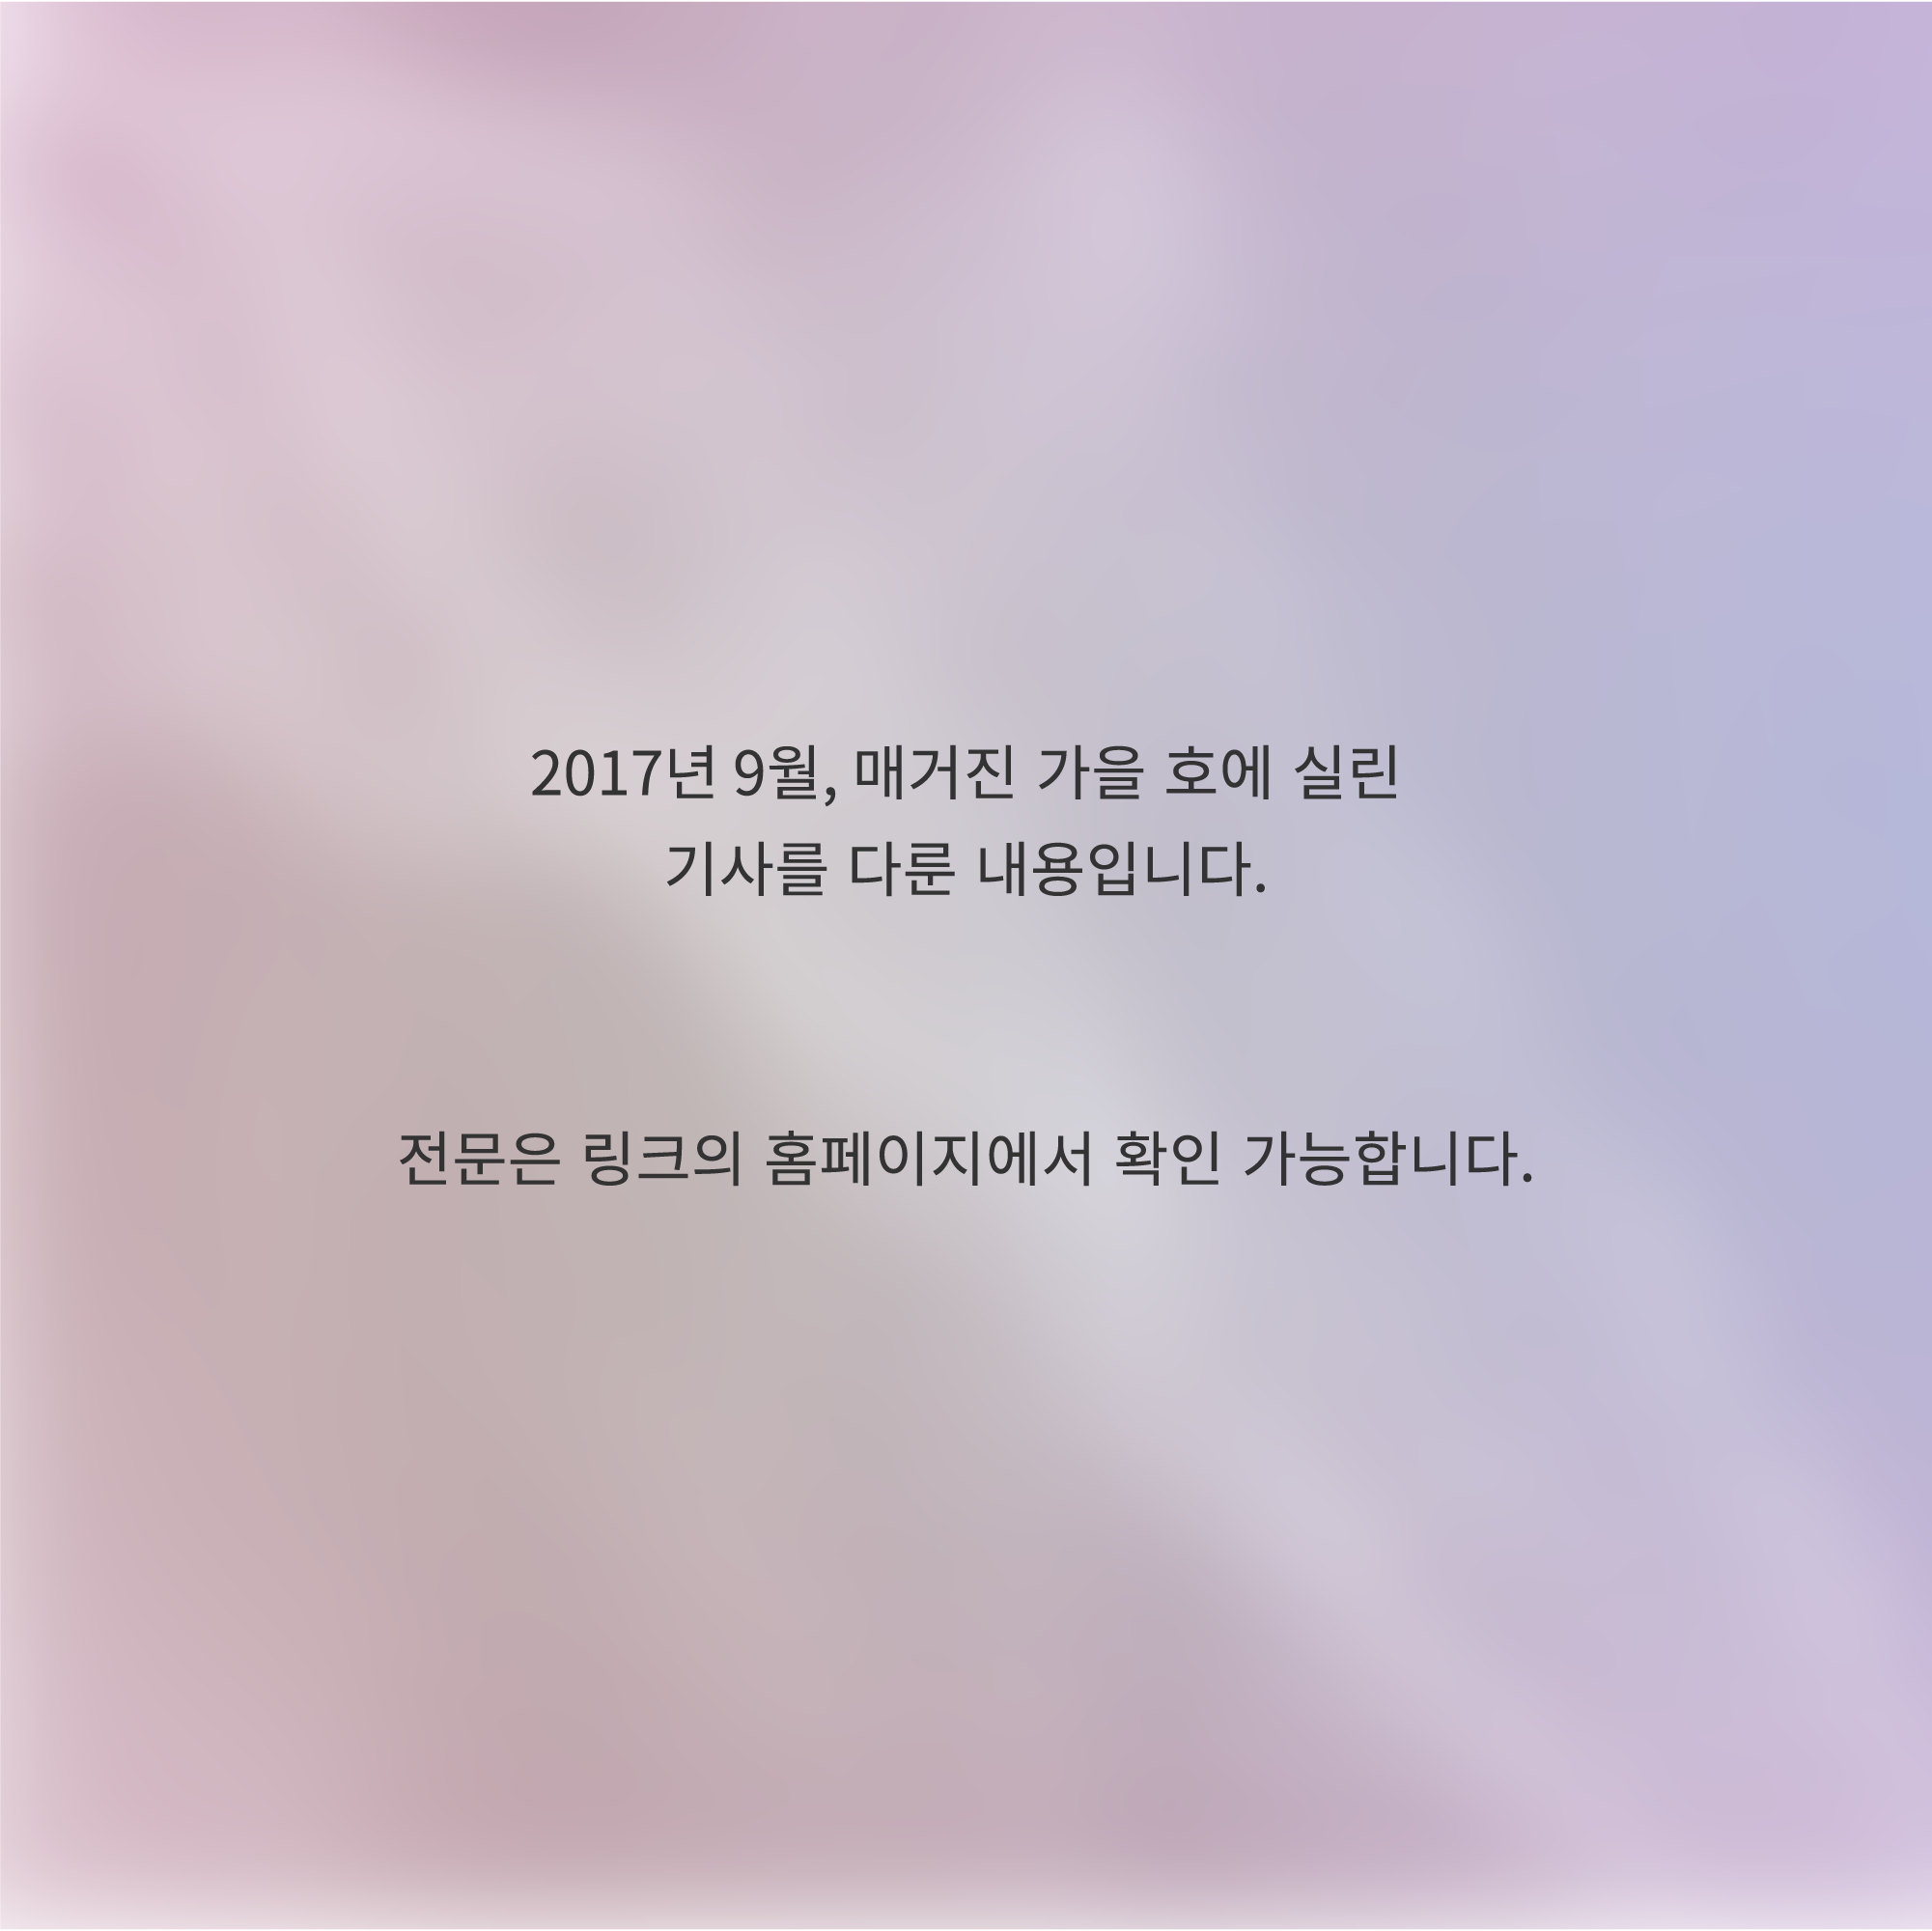 2017년 9월, 매거진 가을 호에 실린
기사를 다룬 내용입니다.
전문은 링크의 홈페이지에서 확인 가능합니다.